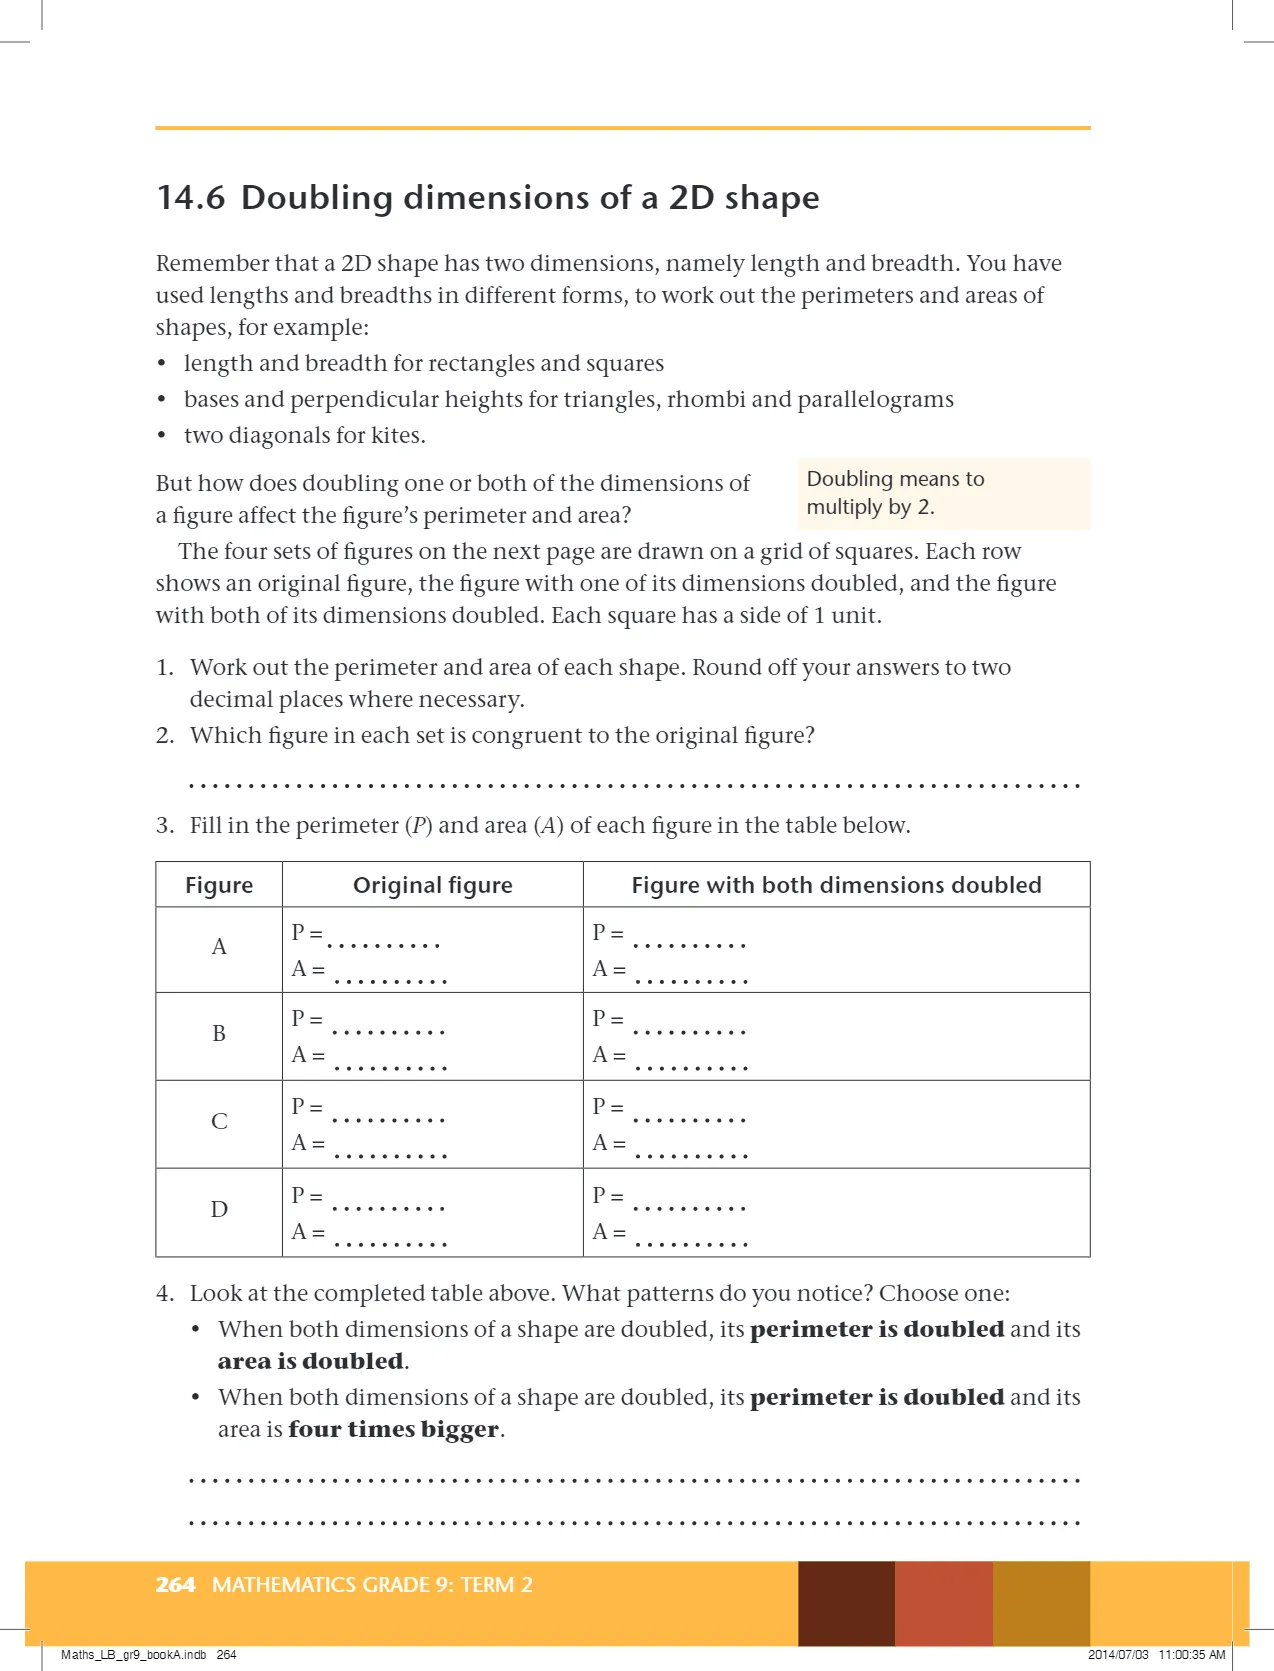 14.6 Doubling dimensions of a 2D shape
Remember that a 2D shape has two dimensions, namely length and breadth. You have
used lengths and breadths in different forms, to work out the perimeters and areas of
shapes, for example:
• length and breadth for rectangles and squares
• bases and perpendicular heights for triangles, rhombi and parallelograms
• two diagonals for kites.
But how does doubling one or both of the dimensions of
a figure affect the figure's perimeter and area?
Doubling means to
multiply by 2.
The four sets of figures on the next page are drawn on a grid of squares. Each row
shows an original figure, the figure with one of its dimensions doubled, and the figure
with both of its dimensions doubled. Each square has a side of 1 unit.
1. Work out the perimeter and area of each shape. Round off your answers to two
decimal places where necessary.
2. Which figure in each set is congruent to the original figure?
3. Fill in the perimeter (P) and area (A) of each figure in the table below.
Figure Original figure Figure with both dimensions doubled
A
P = ..........
A = ..........
P = ..........
A = ..........
B
P = ..........
A = ..........
P = ..........
A = ..........
C
P = ..........
A = ..........
P = ..........
A = ..........
D
P = ..........
A = ..........
P = ..........
A = ..........
4. Look at the completed table above. What patterns do you notice? Choose one:
• When both dimensions of a shape are doubled, its perimeter is doubled and its
area is doubled.
• When both dimensions of a shape are doubled, its perimeter is doubled and its
area is four times bigger.
264 MATHEMATICS GRADE 9: TERM 2
Maths_LB_gr9_bookA.indb 264
2014/07/03 11:00:35 AM